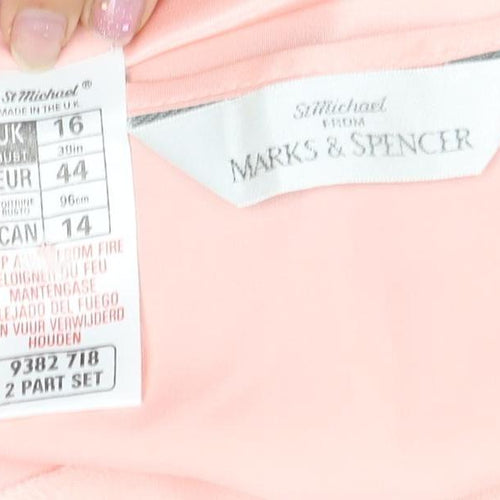 St Michael®
MADE IN THE U.K.
UK 16
BUST 38in
EUR 44
POITRINE 96cm
BUSTO
CAN 14
FROM FIRE
ELOIGNER DU FEU
MANTENGASE
ALEJADO DEL FUEGO
VAN VUUR VERWIJDERD
HOUDEN
9382 718
2 PART SET
St Michael
FROM
MARKS & SPENCER